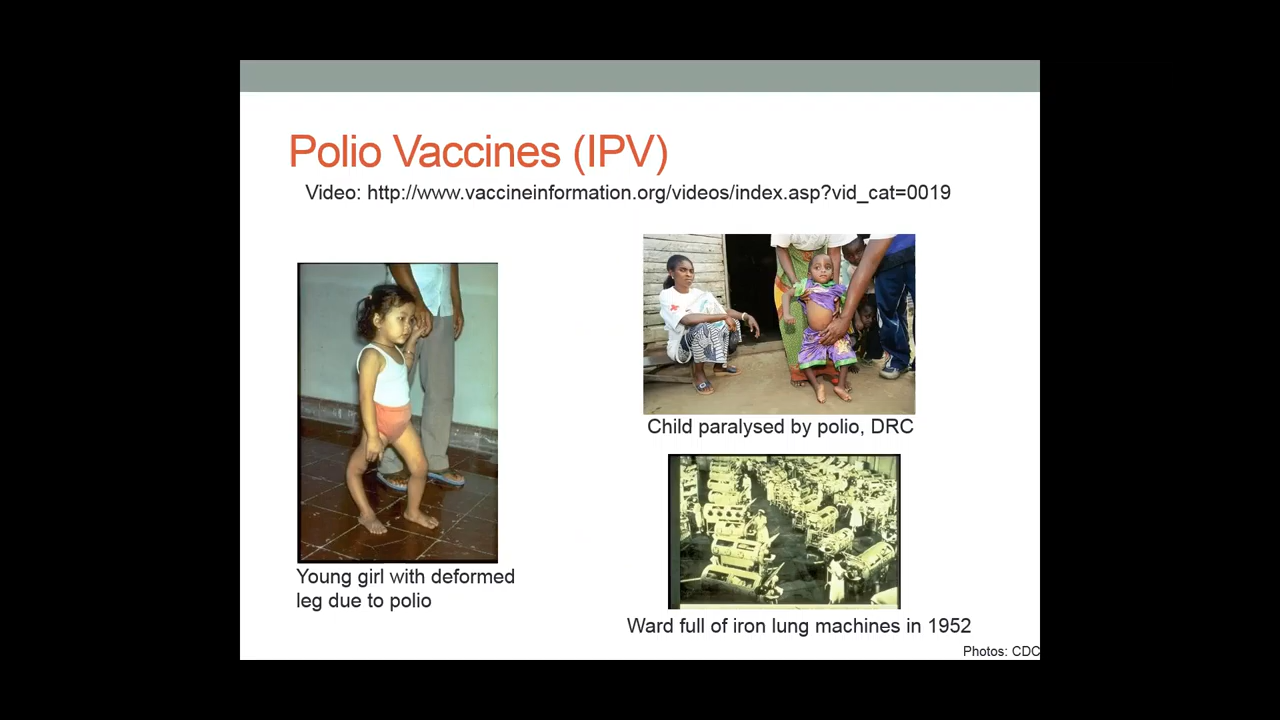 Polio Vaccines (IPV)
Video: http://www.vaccineinformation.org/videos/index.asp?vid_cat=0019
Young girl with deformed
leg due to polio
Child paralysed by polio, DRC
Ward full of iron lung machines in 1952
Photos: CDC